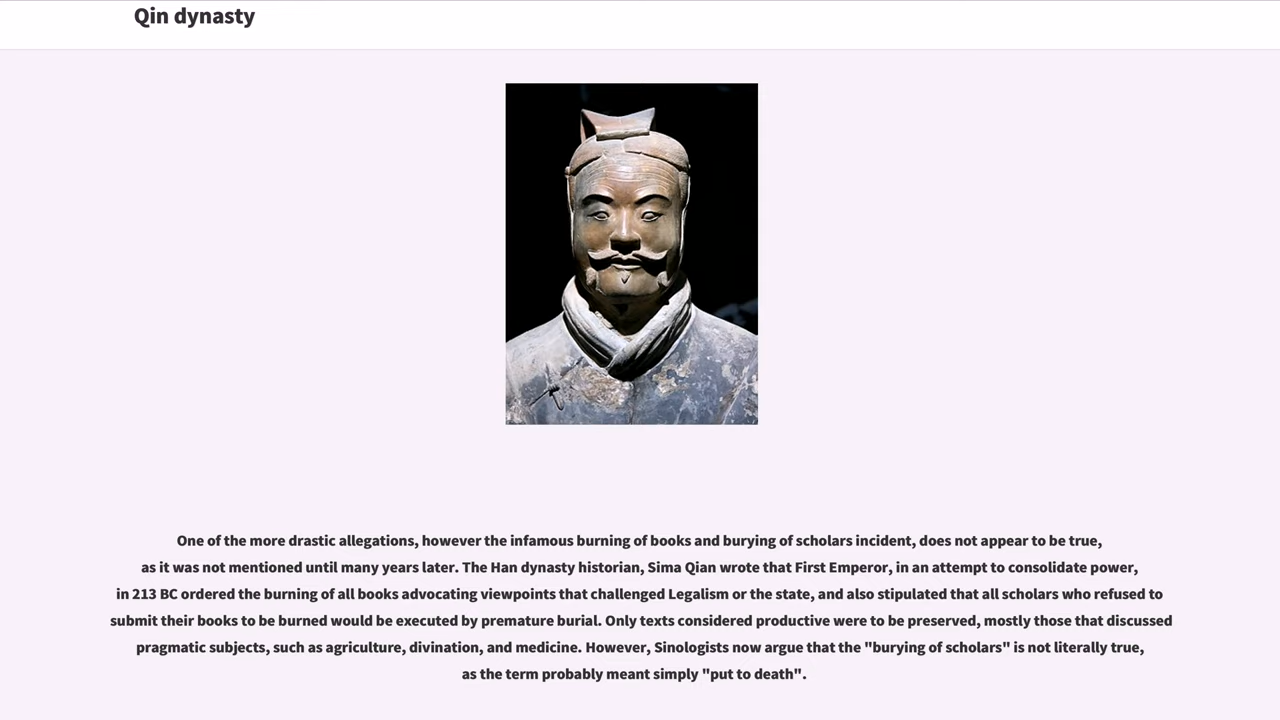 Qin dynasty
One of the more drastic allegations, however the infamous burning of books and burying of scholars incident, does not appear to be true,
as it was not mentioned until many years later. The Han dynasty historian, Sima Qian wrote that First Emperor, in an attempt to consolidate power,
in 213 BC ordered the burning of all books advocating viewpoints that challenged Legalism or the state, and also stipulated that all scholars who refused to
submit their books to be burned would be executed by premature burial. Only texts considered productive were to be preserved, mostly those that discussed
pragmatic subjects, such as agriculture, divination, and medicine. However, Sinologists now argue that the "burying of scholars" is not literally true,
as the term probably meant simply "put to death".